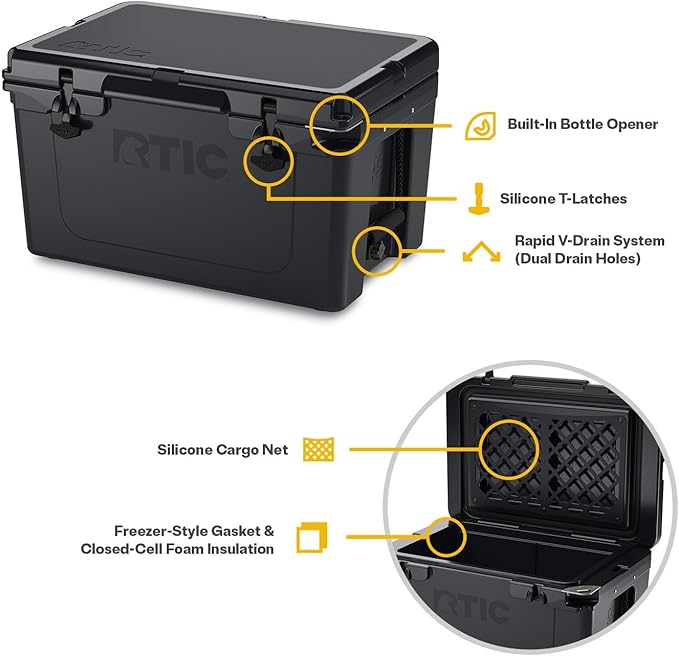 RTIC
RTIC
Built-In Bottle Opener
Silicone T-Latches
Rapid V-Drain System
(Dual Drain Holes)
Silicone Cargo Net
Freezer-Style Gasket &
Closed-Cell Foam Insulation
RTIC